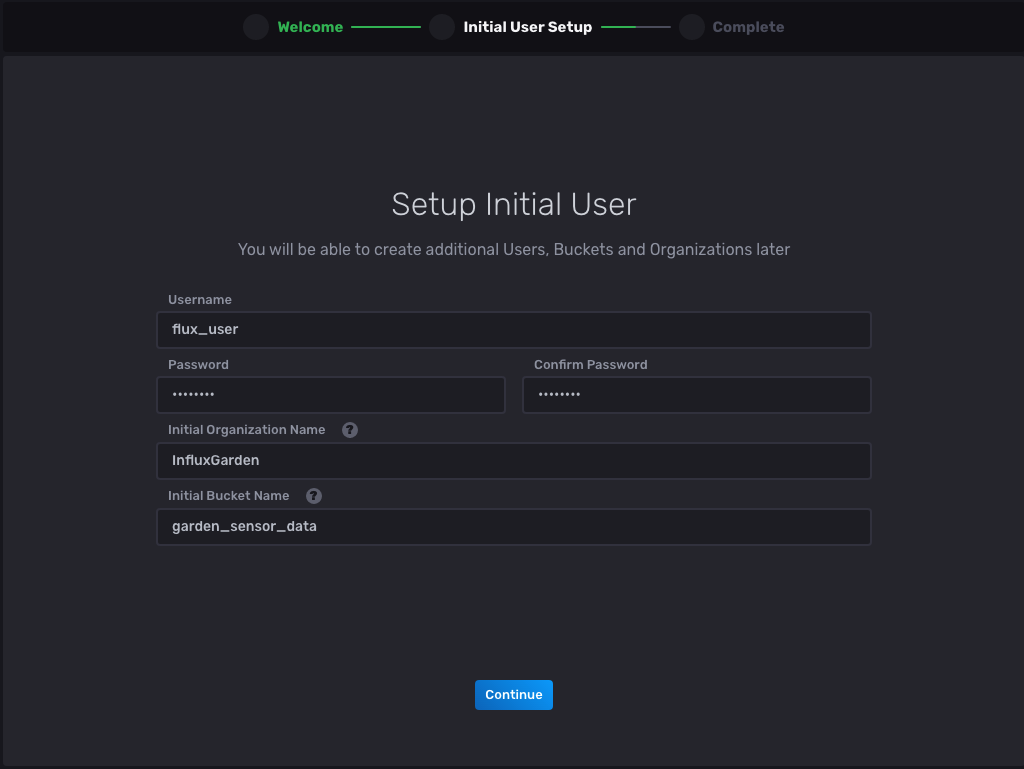 Welcome Initial User Setup Complete
Setup Initial User
You will be able to create additional Users, Buckets and Organizations later
Username
flux_user
Password Confirm Password
•••••••• ••••••••
Initial Organization Name ?
InfluxGarden
Initial Bucket Name ?
garden_sensor_data
Continue